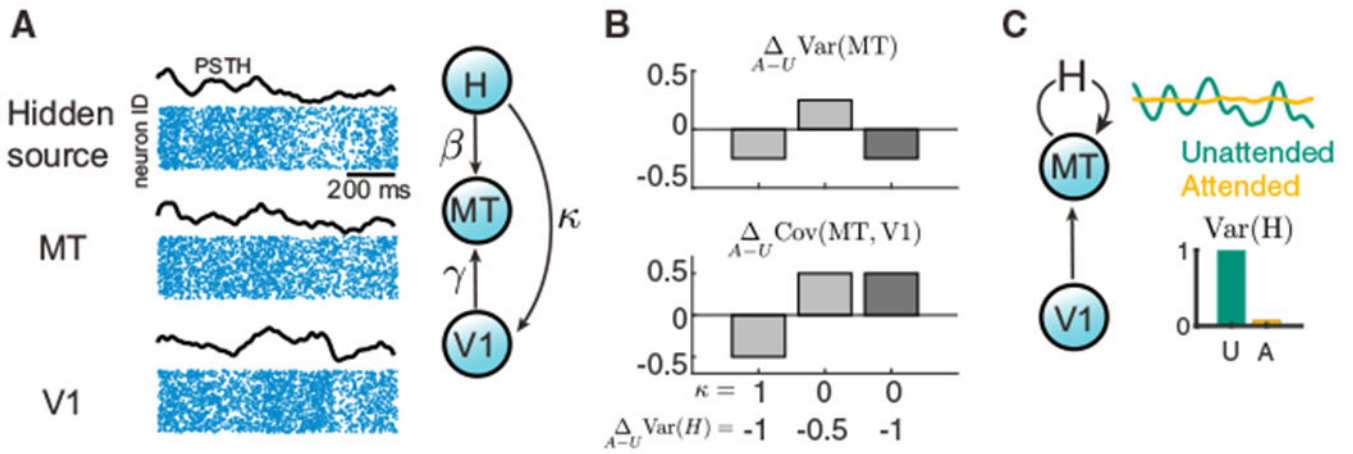 A
PSTH
Hidden
source
neuron ID
200 ms
MT
V1
H
β
MT
κ
γ
V1
B
Δ Var(MT)
A−U
0.5
0
-0.5
Δ Cov(MT, V1)
A−U
0.5
0
-0.5
κ = 1 0 0
Δ Var(H) = -1 -0.5 -1
A−U
C
H
MT
V1
Unattended
Attended
Var(H)
1
0
U A